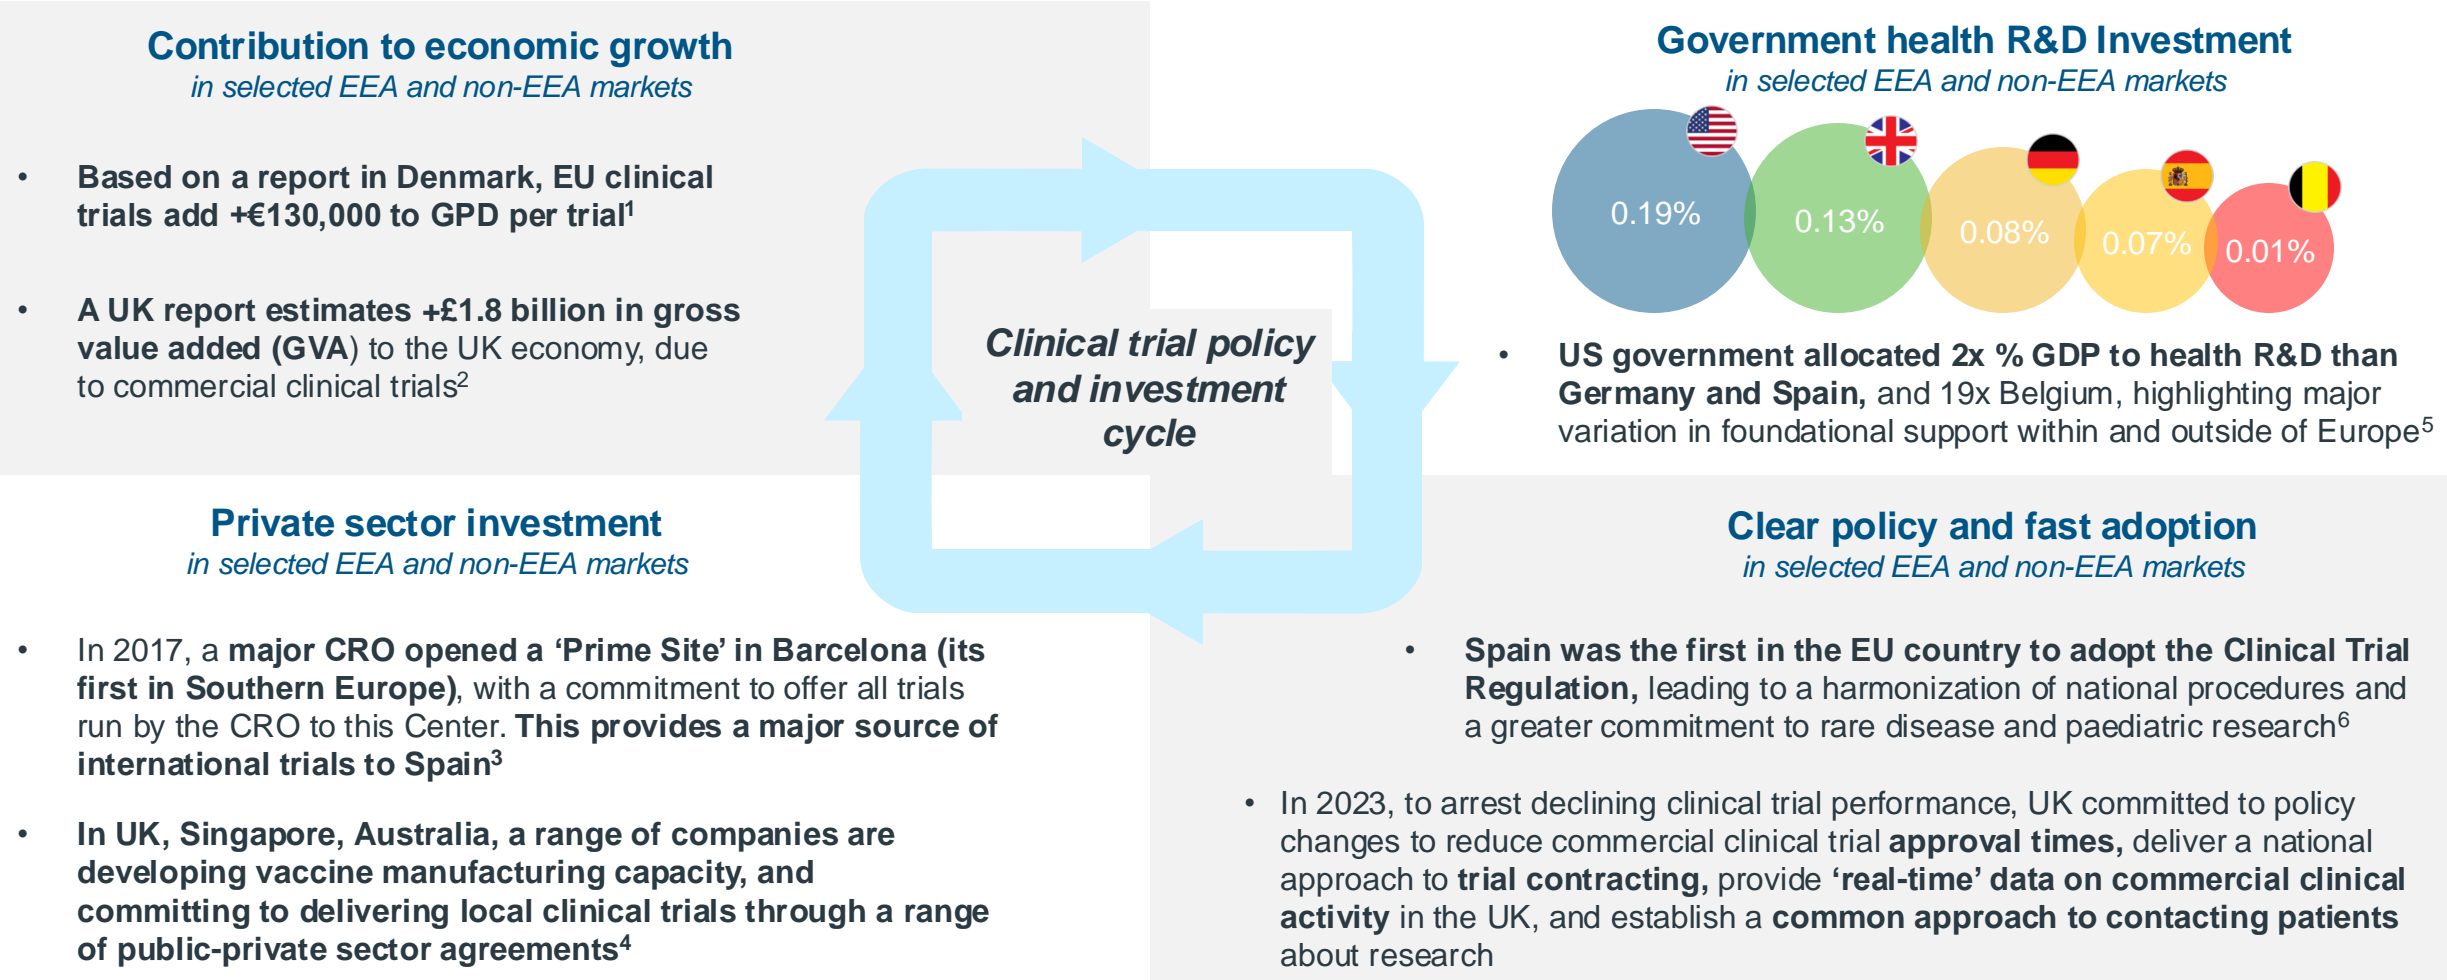 Contribution to economic growth
in selected EEA and non-EEA markets
• Based on a report in Denmark, EU clinical
trials add +€130,000 to GPD per trial1
• A UK report estimates +£1.8 billion in gross
value added (GVA) to the UK economy, due
to commercial clinical trials2
Government health R&D Investment
in selected EEA and non-EEA markets
0.19%
0.13%
0.08%
0.07%
0.01%
• US government allocated 2x % GDP to health R&D than
Germany and Spain, and 19x Belgium, highlighting major
variation in foundational support within and outside of Europe5
Clinical trial policy
and investment
cycle
Private sector investment
in selected EEA and non-EEA markets
• In 2017, a major CRO opened a ‘Prime Site’ in Barcelona (its
first in Southern Europe), with a commitment to offer all trials
run by the CRO to this Center. This provides a major source of
international trials to Spain3
• In UK, Singapore, Australia, a range of companies are
developing vaccine manufacturing capacity, and
committing to delivering local clinical trials through a range
of public-private sector agreements4
Clear policy and fast adoption
in selected EEA and non-EEA markets
• Spain was the first in the EU country to adopt the Clinical Trial
Regulation, leading to a harmonization of national procedures and
a greater commitment to rare disease and paediatric research6
• In 2023, to arrest declining clinical trial performance, UK committed to policy
changes to reduce commercial clinical trial approval times, deliver a national
approach to trial contracting, provide ‘real-time’ data on commercial clinical
activity in the UK, and establish a common approach to contacting patients
about research